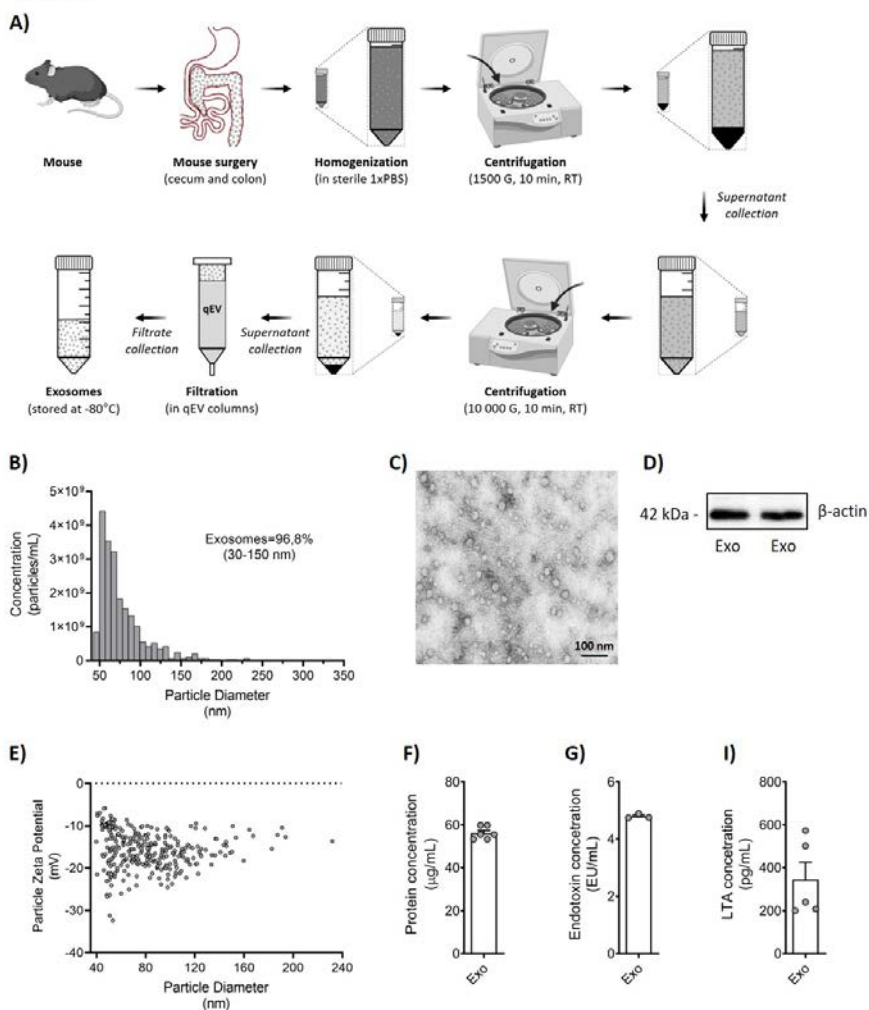 A)
Mouse
Mouse surgery
(cecum and colon)
Homogenization
(in sterile 1xPBS)
Centrifugation
(1500 G, 10 min, RT)
Supernatant
collection
Exosomes
(stored at -80°C)
Filtrate
collection
qEV
Filtration
(in qEV columns)
Supernatant
collection
Centrifugation
(10 000 G, 10 min, RT)
B)
Concentration
(particles/mL)
5×10⁹
4×10⁹
3×10⁹
2×10⁹
1×10⁹
0
Exosomes=96,8%
(30-150 nm)
50 100 150 200 250 300 350
Particle Diameter
(nm)
C)
100 nm
D)
42 kDa -
β-actin
Exo Exo
E)
Particle Zeta Potential
(mV)
0
-10
-20
-30
-40
40 80 120 160 200 240
Particle Diameter
(nm)
F)
Protein concentration
(µg/mL)
80
60
40
20
0
Exo
G)
Endotoxin concetration
(EU/mL)
6
4
2
0
Exo
I)
LTA concetration
(pg/mL)
800
600
400
200
0
Exo